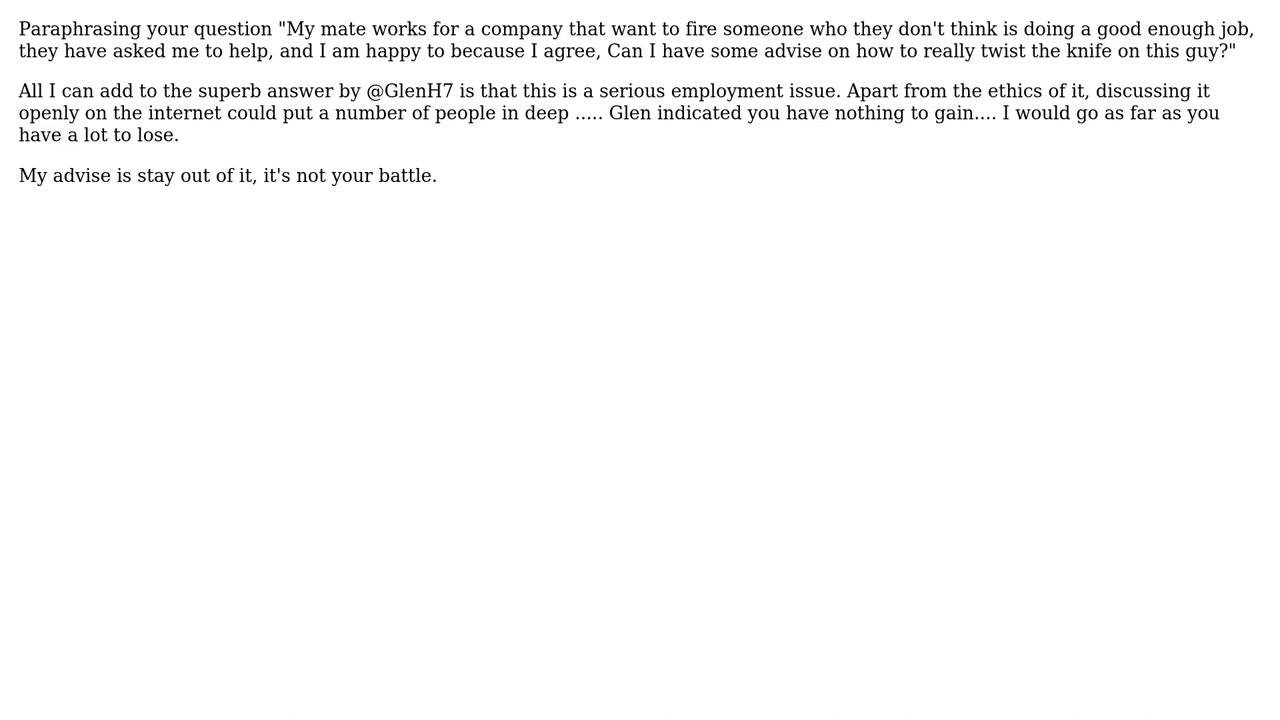 Paraphrasing your question "My mate works for a company that want to fire someone who they don't think is doing a good enough job,
they have asked me to help, and I am happy to because I agree, Can I have some advise on how to really twist the knife on this guy?"
All I can add to the superb answer by @GlenH7 is that this is a serious employment issue. Apart from the ethics of it, discussing it
openly on the internet could put a number of people in deep ..... Glen indicated you have nothing to gain.... I would go as far as you
have a lot to lose.
My advise is stay out of it, it's not your battle.